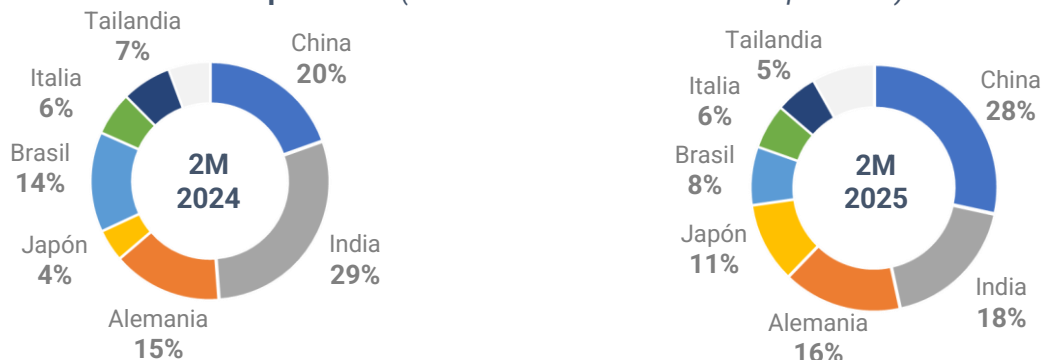 Tailandia
7%
China
20%
Italia
6%
Brasil
14%
2M
2024
Japón
4%
India
29%
Alemania
15%
Tailandia
5%
China
28%
Italia
6%
Brasil
8%
2M
2025
Japón
11%
India
18%
Alemania
16%